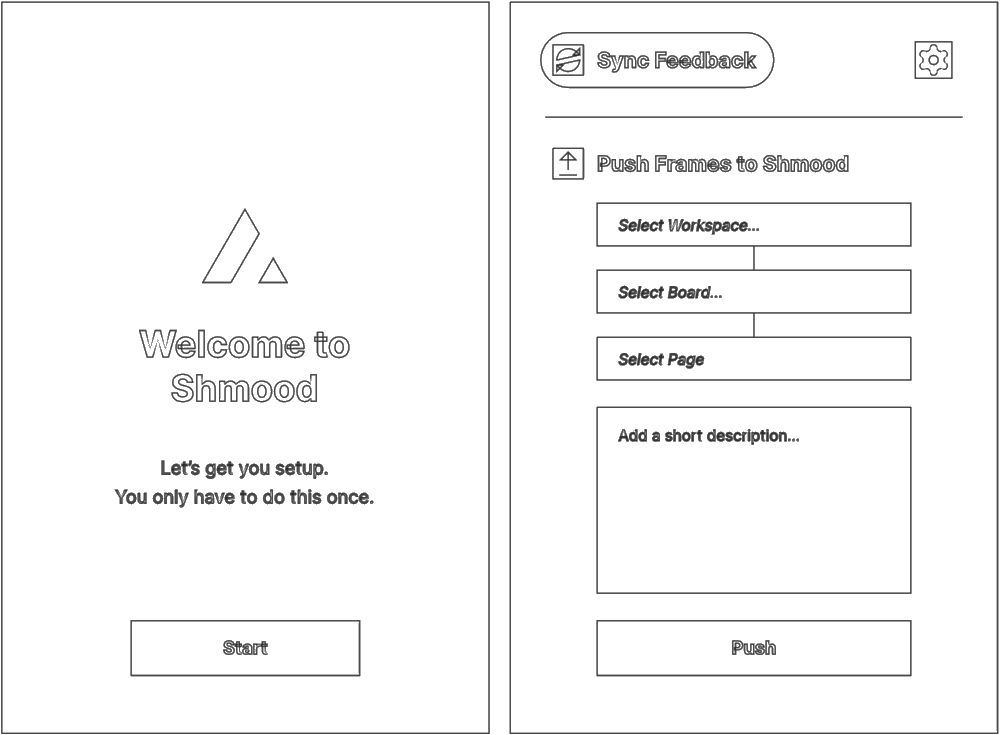 Welcome to
Shmood
Let's get you setup.
You only have to do this once.
Start
Sync Feedback
Push Frames to Shmood
Select Workspace...
Select Board...
Select Page
Add a short description...
Push